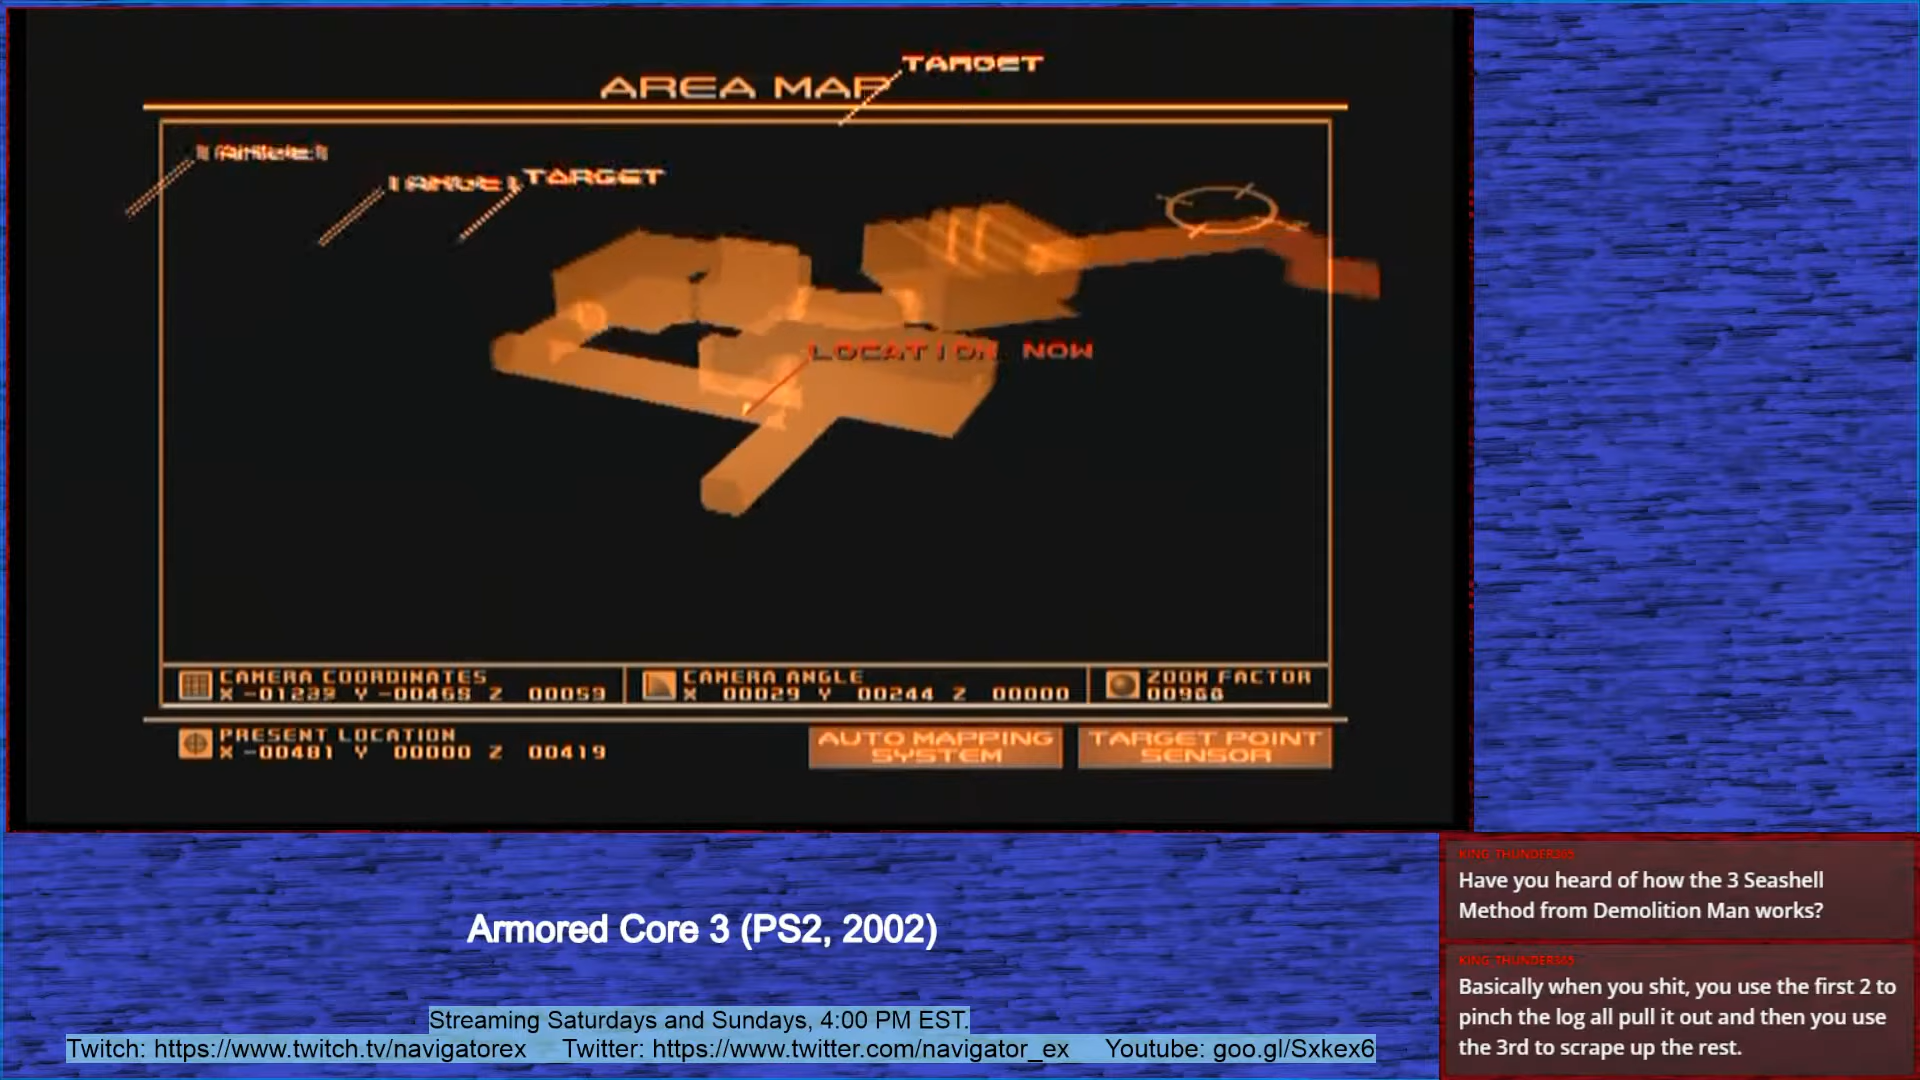 TARGET
AREA MAP
TARGET
LOCATION NOW
CAMERA COORDINATES
X -01239 Y -00468 Z 00059
CAMERA ANGLE
X 00029 Y 00244 Z 00000
ZOOM FACTOR
PRESENT LOCATION
X -00481 Y 00000 Z 00419
AUTO MAPPING
SYSTEM
TARGET POINT
SENSOR
KING_THUNDER365
Have you heard of how the 3 Seashell
Method from Demolition Man works?
KING_THUNDER365
Basically when you shit, you use the first 2 to
pinch the log all pull it out and then you use
the 3rd to scrape up the rest.
Armored Core 3 (PS2, 2002)
Streaming Saturdays and Sundays, 4:00 PM EST.
Twitch: https://www.twitch.tv/navigatorex Twitter: https://www.twitter.com/navigator_ex Youtube: goo.gl/Sxkex6